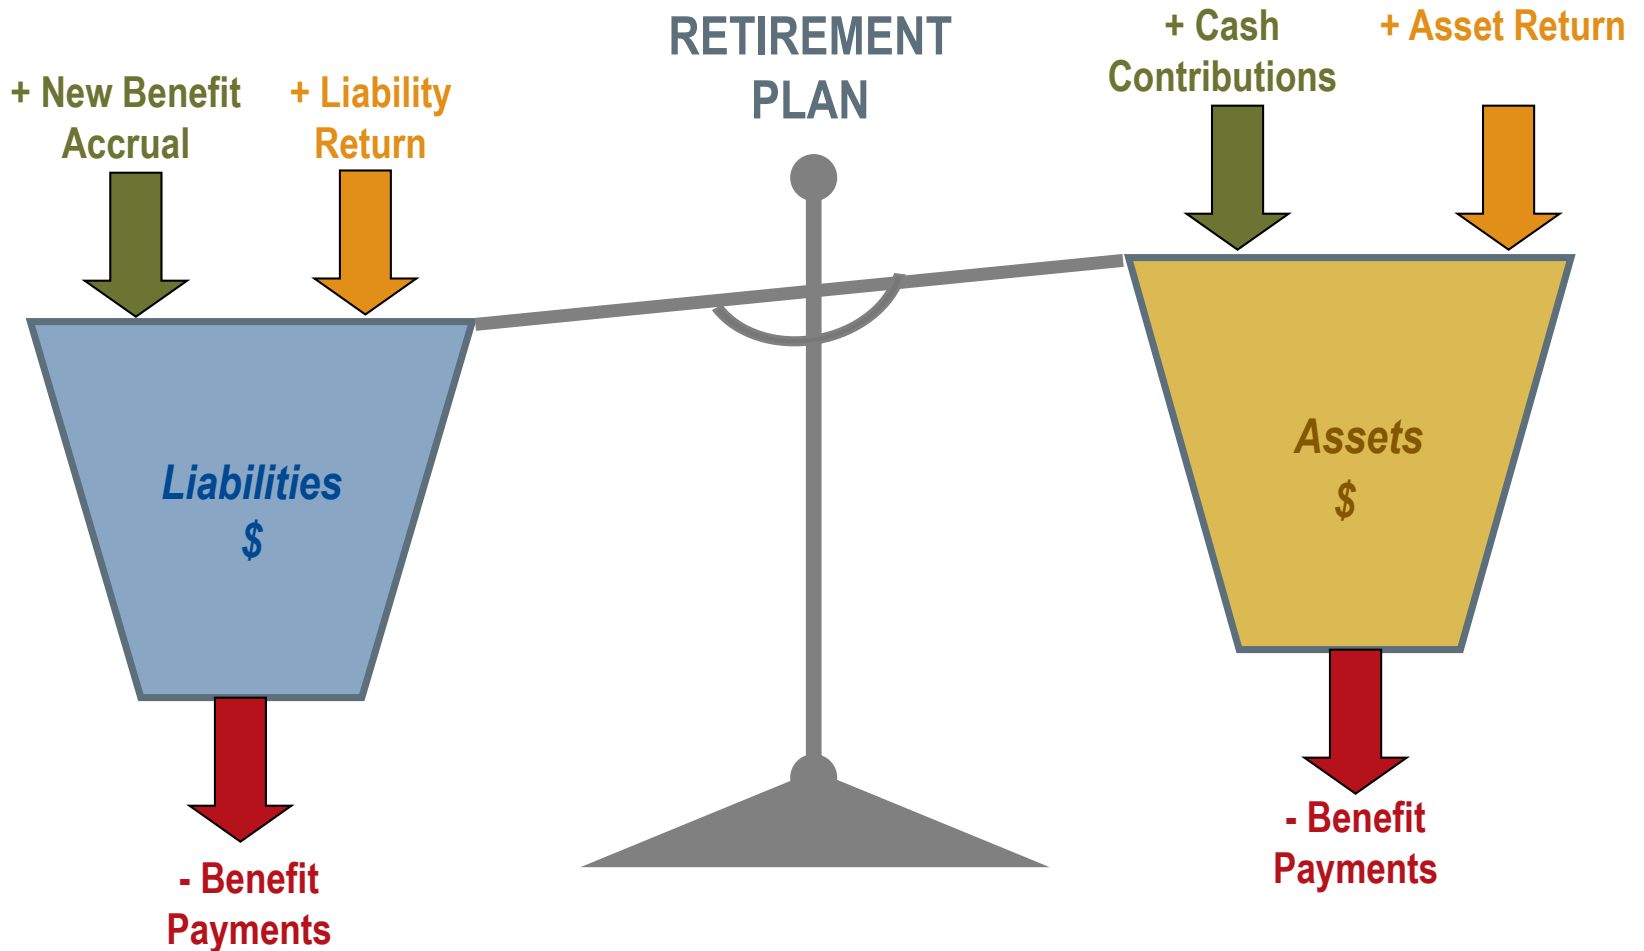 RETIREMENT
PLAN
+ New Benefit
Accrual
+ Liability
Return
+ Cash
Contributions
+ Asset Return
Liabilities
$
Assets
$
- Benefit
Payments
- Benefit
Payments